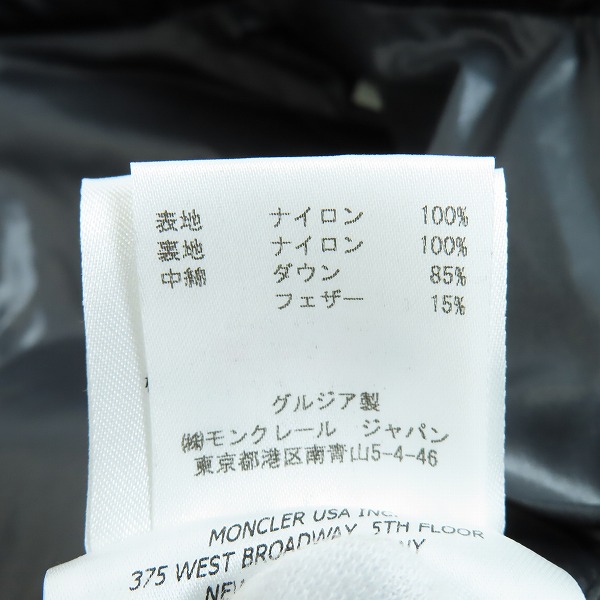 表地 ナイロン 100%
裏地 ナイロン 100%
中綿 ダウン 85%
フェザー 15%
グルジア製
㈱モンクレール ジャパン
東京都港区南青山5-4-46
MONCLER USA INC.
375 WEST BROADWAY, 5TH FLOOR
NEW NY